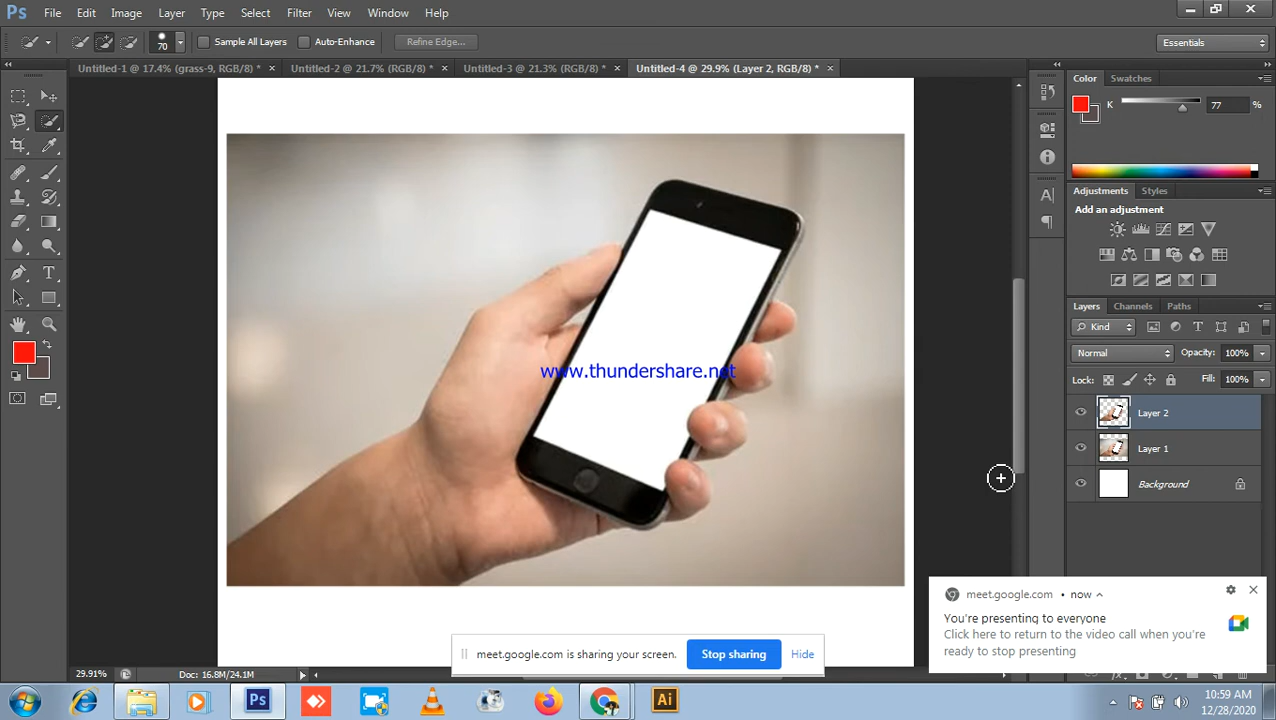 Ps File Edit Image Layer Type Select Filter View Window Help
70 Sample All Layers Auto-Enhance Refine Edge... Essentials
Untitled-1 @ 17.4% (grass-9, RGB/8) * × Untitled-2 @ 21.7% (RGB/8) * × Untitled-3 @ 21.3% (RGB/8) * × Untitled-4 @ 29.9% (Layer 2, RGB/8) * ×
Color Swatches
K 77 %
Adjustments Styles
Add an adjustment
Layers Channels Paths
Kind
Normal Opacity: 100%
Lock: Fill: 100%
Layer 2
Layer 1
Background
www.thundershare.net
meet.google.com • now
You're presenting to everyone
Click here to return to the video call when you're
ready to stop presenting
meet.google.com is sharing your screen. Stop sharing Hide
29.91% Doc: 16.8M/24.1M
Ps Ai
10:59 AM
12/28/2020